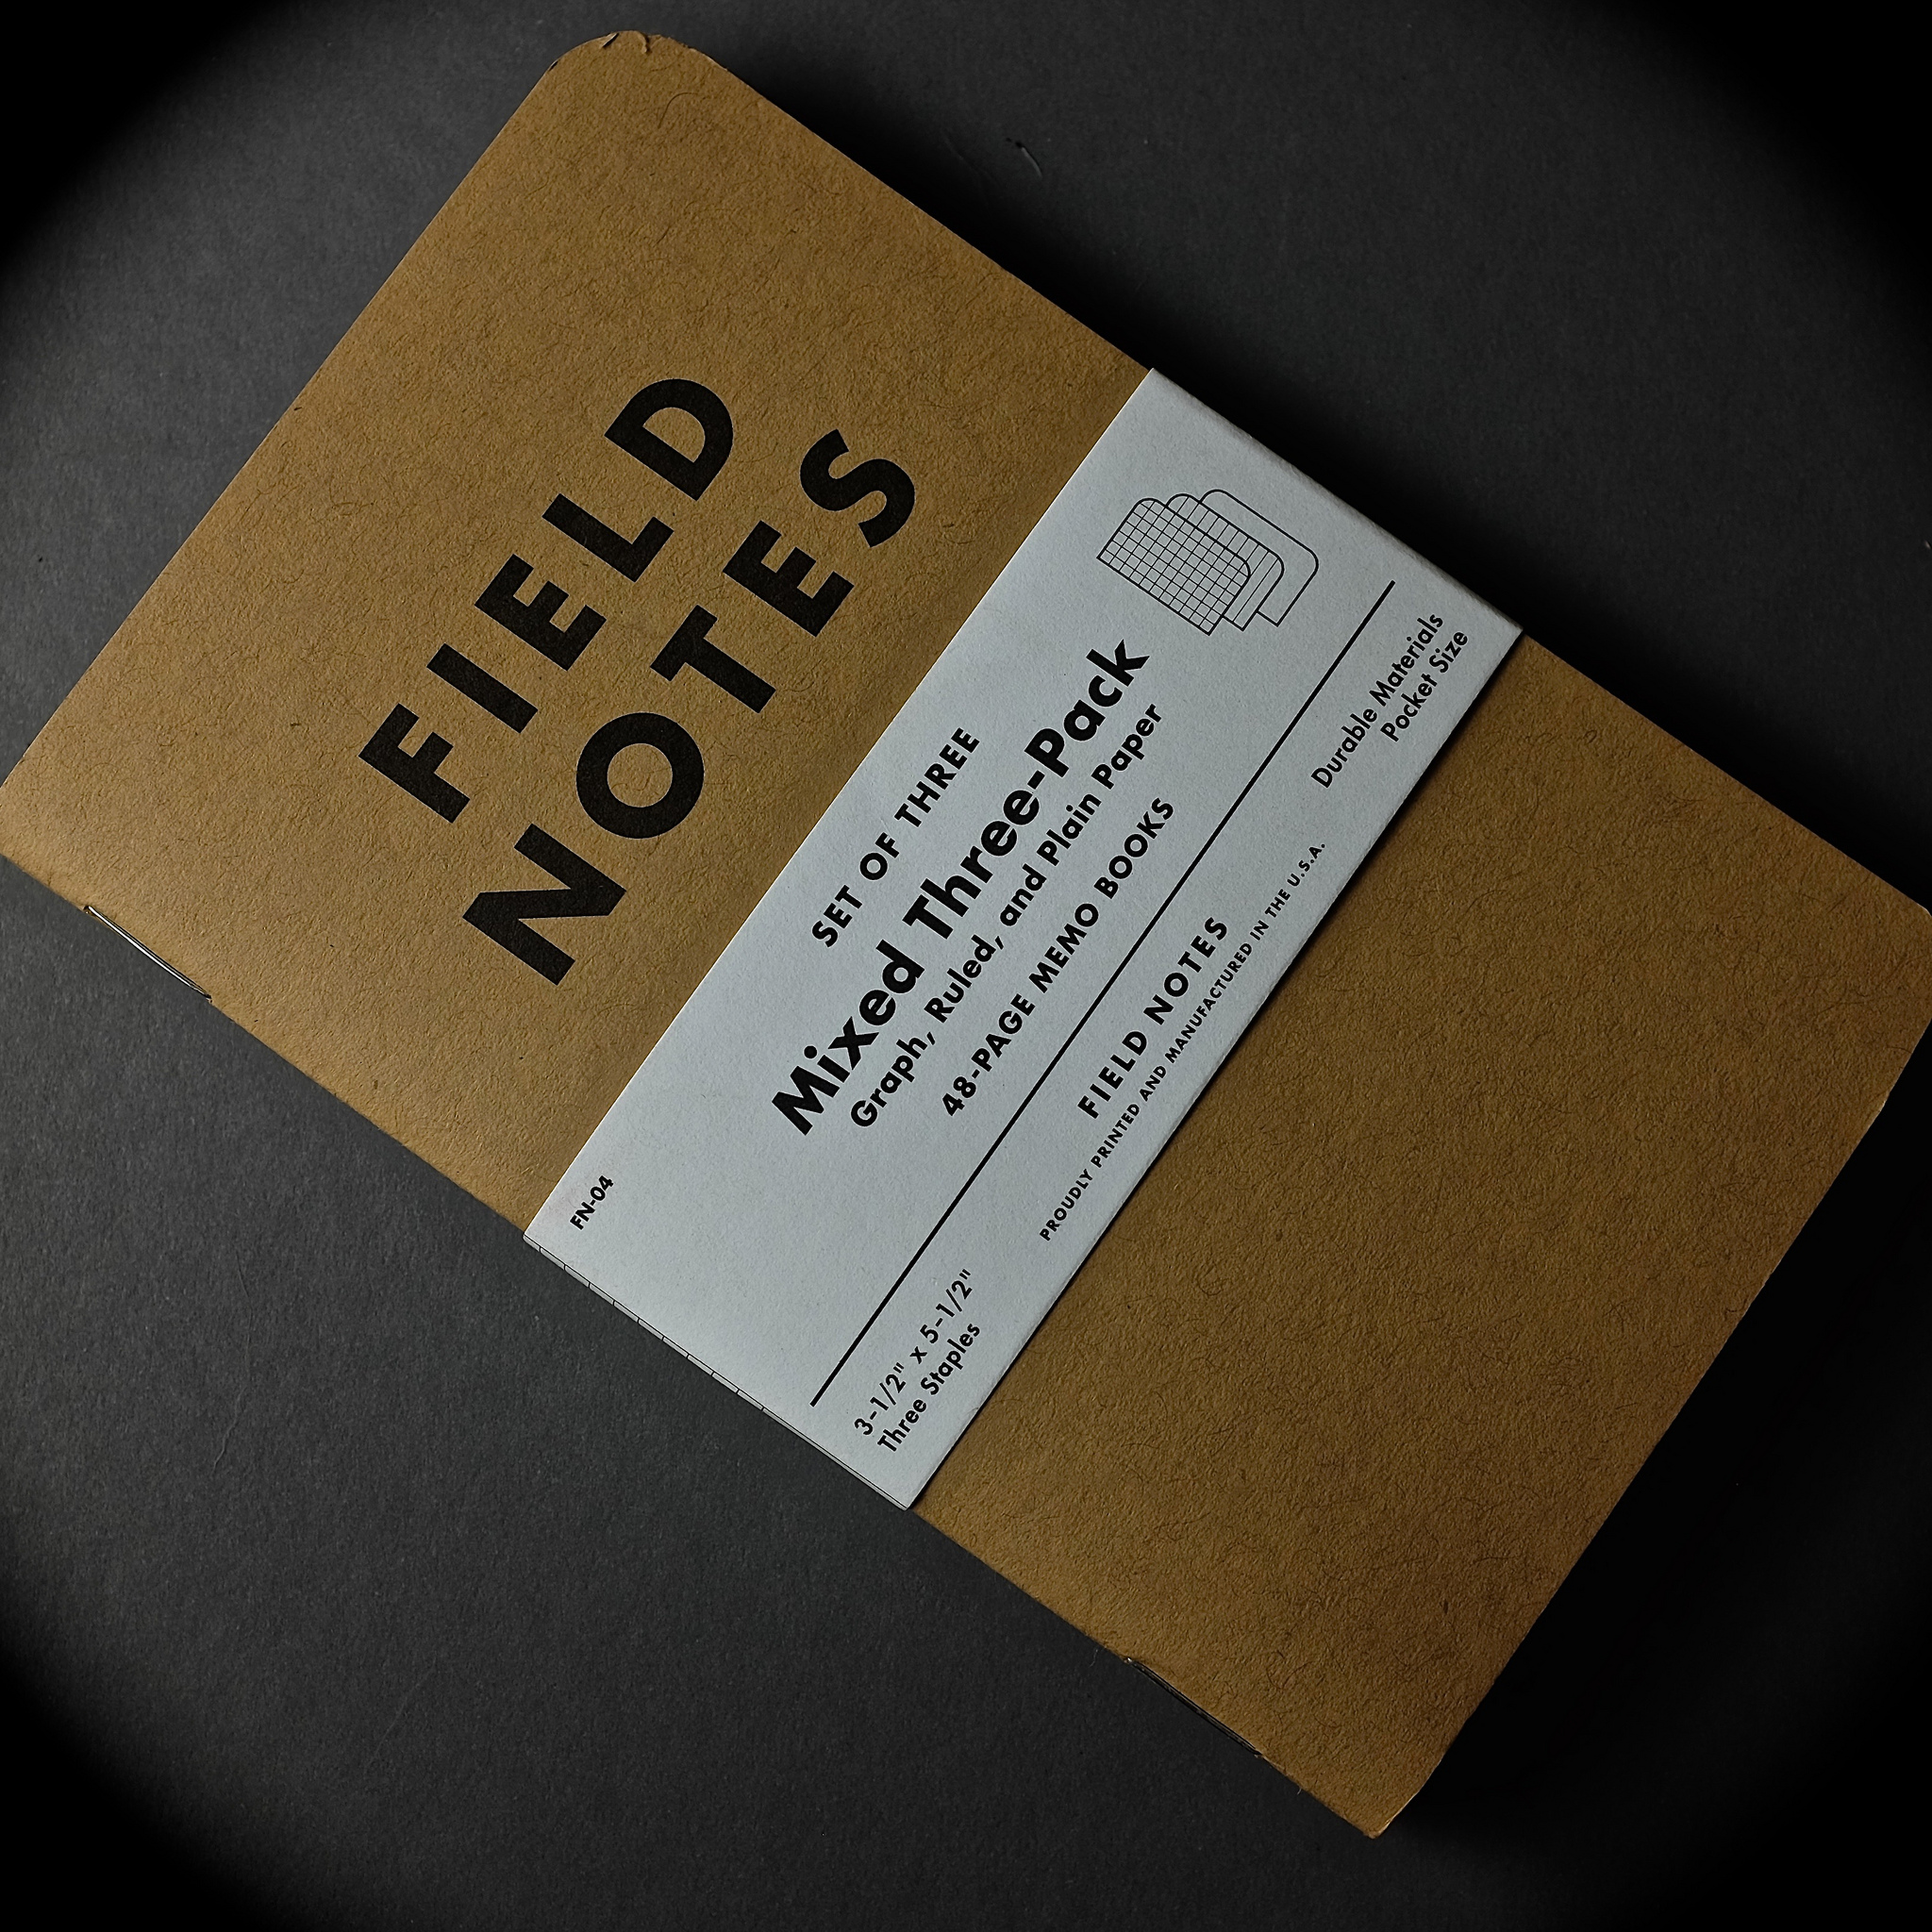 FIELD
NOTES
FN-04
SET OF THREE
Mixed Three-Pack
Graph, Ruled, and Plain Paper
48-PAGE MEMO BOOKS
3-1/2" x 5-1/2"
Three Staples
FIELD NOTES
PROUDLY PRINTED AND MANUFACTURED IN THE U.S.A.
Durable Materials
Pocket Size